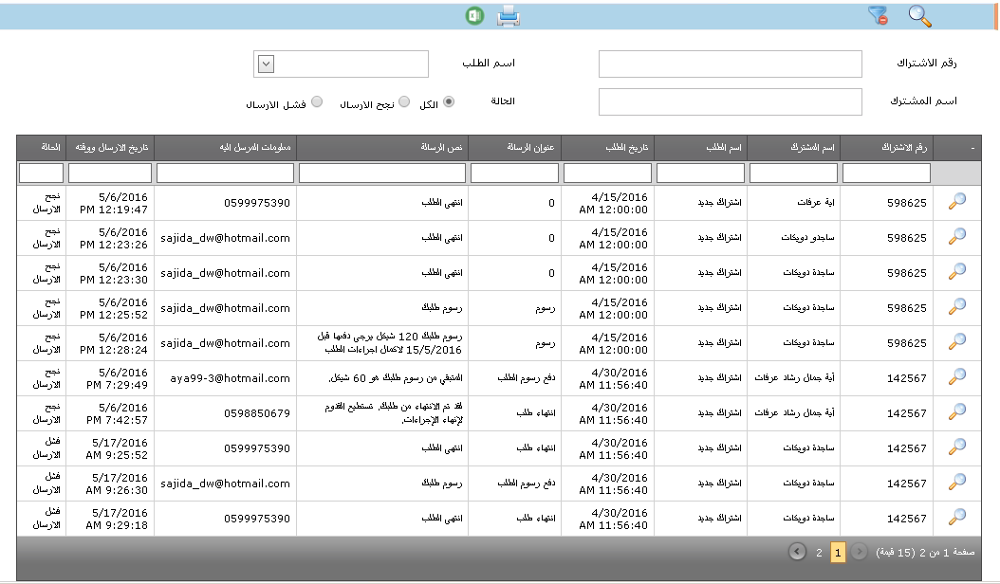 رقم الاشتراك
اسم الطلب
اسم المشترك
الحالة
الكل
نجح الارسال
فشل الارسال
- رقم الاشتراك اسم المشترك اسم الطلب تاريخ الطلب عنوان الرسالة نص الرسالة معلومات المرسل اليه تاريخ الارسال ووقته الحالة
598625 اية عرفات اشتراك جديد 4/15/2016 0 انتهى الطلب 0599975390 5/6/2016 نجح
12:00:00 AM 12:19:47 PM الارسال
598625 ساجدو دويكات اشتراك جديد 4/15/2016 0 انتهى الطلب sajida_dw@hotmail.com 5/6/2016 نجح
12:00:00 AM 12:23:26 PM الارسال
598625 ساجدة دويكات اشتراك جديد 4/15/2016 0 انتهى الطلب sajida_dw@hotmail.com 5/6/2016 نجح
12:00:00 AM 12:23:30 PM الارسال
598625 ساجدة دويكات اشتراك جديد 4/15/2016 رسوم رسوم طلبك sajida_dw@hotmail.com 5/6/2016 نجح
12:00:00 AM 12:25:52 PM الارسال
598625 ساجدة دويكات اشتراك جديد 4/15/2016 رسوم رسوم طلبك 120 شيكل يرجى دفعها قبل sajida_dw@hotmail.com 5/6/2016 نجح
12:00:00 AM 15/5/2016 لاكمال اجراءات الطلب 12:28:24 PM الارسال
142567 أية جمال رشاد عرفات اشتراك جديد 4/30/2016 دفع رسوم الطلب المتبقي من رسوم طلبك هو 60 شيكل. aya99-3@hotmail.com 5/6/2016 نجح
11:56:40 AM 7:29:49 PM الارسال
142567 أية جمال رشاد عرفات اشتراك جديد 4/30/2016 انتهاء طلب لقد تم الانتهاء من طلبك. تستطيع القدوم 0598850679 5/6/2016 نجح
11:56:40 AM لإنهاء الإجراءات. 7:42:57 PM الارسال
142567 ساجدة دويكات اشتراك جديد 4/30/2016 انتهاء طلب انتهى الطلب 0599975390 5/17/2016 فشل
11:56:40 AM 9:25:52 AM الارسال
142567 ساجدة دويكات اشتراك جديد 4/30/2016 دفع رسوم الطلب رسوم طلبك sajida_dw@hotmail.com 5/17/2016 فشل
11:56:40 AM 9:26:30 AM الارسال
142567 ساجدة دويكات اشتراك جديد 4/30/2016 انتهاء طلب انتهى الطلب 0599975390 5/17/2016 فشل
11:56:40 AM 9:29:18 AM الارسال
صفحة 1 من 2 (15 قيمة) 1 2